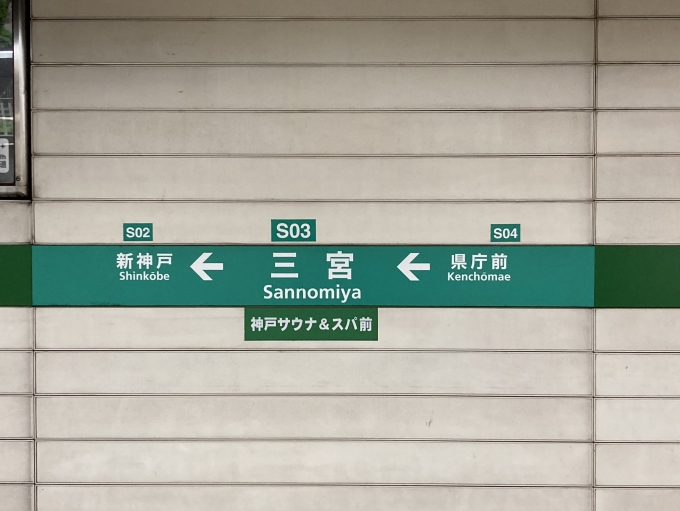 S02
S03
S04
新神戸
Shinkōbe
三宮
Sannomiya
県庁前
Kenchōmae
神戸サウナ&スパ前